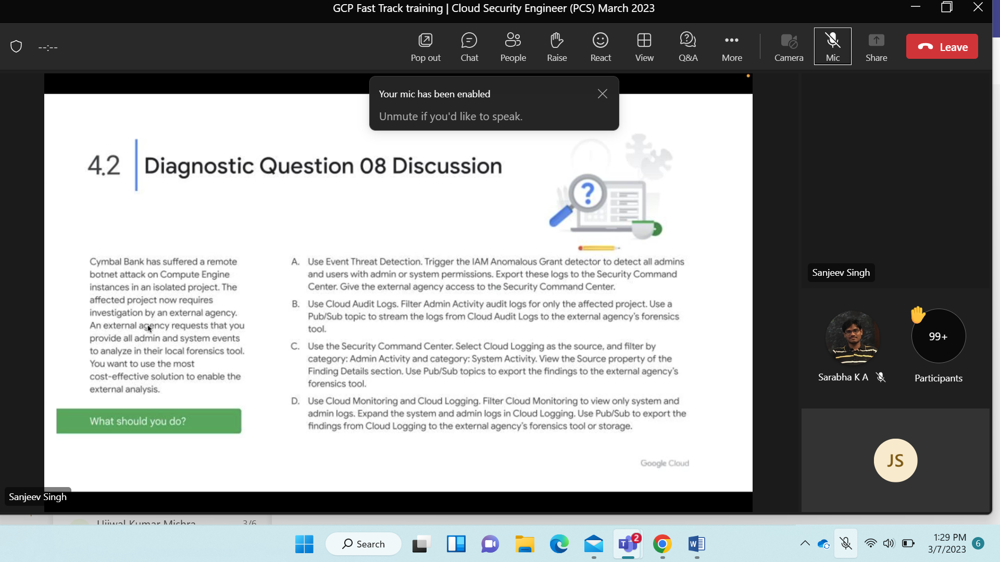 GCP Fast Track training | Cloud Security Engineer (PCS) March 2023
--:--
Pop out
Chat
People
Raise
React
View
Q&A
More
Camera
Mic
Share
Leave
Your mic has been enabled
Unmute if you'd like to speak.
4.2
Diagnostic Question 08 Discussion
?
Cymbal Bank has suffered a remote
botnet attack on Compute Engine
instances in an isolated project. The
affected project now requires
investigation by an external agency.
An external agency requests that you
provide all admin and system events
to analyze in their local forensics tool.
You want to use the most
cost-effective solution to enable the
external analysis.
What should you do?
A. Use Event Threat Detection. Trigger the IAM Anomalous Grant detector to detect all admins
and users with admin or system permissions. Export these logs to the Security Command
Center. Give the external agency access to the Security Command Center.
B. Use Cloud Audit Logs. Filter Admin Activity audit logs for only the affected project. Use a
Pub/Sub topic to stream the logs from Cloud Audit Logs to the external agency's forensics
tool.
C. Use the Security Command Center. Select Cloud Logging as the source, and filter by
category: Admin Activity and category: System Activity. View the Source property of the
Finding Details section. Use Pub/Sub topics to export the findings to the external agency's
forensics tool.
D. Use Cloud Monitoring and Cloud Logging. Filter Cloud Monitoring to view only system and
admin logs. Expand the system and admin logs in Cloud Logging. Use Pub/Sub to export the
findings from Cloud Logging to the external agency's forensics tool or storage.
Google Cloud
Sanjeev Singh
Sanjeev Singh
Sarabha K A
99+
Participants
JS
Ujjwal Kumar Mishra
3/6
Search
2
1:29 PM
3/7/2023
6